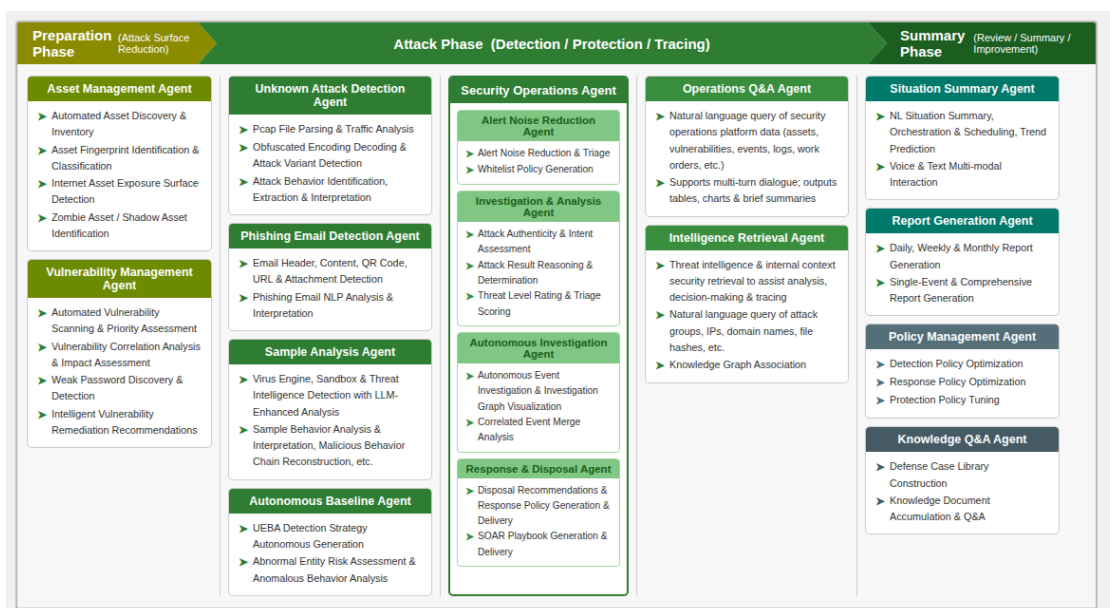 Preparation Phase
(Attack Surface
Reduction)
Attack Phase (Detection / Protection / Tracing)
Summary Phase
(Review / Summary /
Improvement)
Asset Management Agent
➤ Automated Asset Discovery &
Inventory
➤ Asset Fingerprint Identification &
Classification
➤ Internet Asset Exposure Surface
Detection
➤ Zombie Asset / Shadow Asset
Identification
Vulnerability Management
Agent
➤ Automated Vulnerability
Scanning & Priority Assessment
➤ Vulnerability Correlation Analysis
& Impact Assessment
➤ Weak Password Discovery &
Detection
➤ Intelligent Vulnerability
Remediation Recommendations
Unknown Attack Detection
Agent
➤ Pcap File Parsing & Traffic Analysis
➤ Obfuscated Encoding Decoding &
Attack Variant Detection
➤ Attack Behavior Identification,
Extraction & Interpretation
Phishing Email Detection Agent
➤ Email Header, Content, QR Code,
URL & Attachment Detection
➤ Phishing Email NLP Analysis &
Interpretation
Sample Analysis Agent
➤ Virus Engine, Sandbox & Threat
Intelligence Detection with LLM-
Enhanced Analysis
➤ Sample Behavior Analysis &
Interpretation, Malicious Behavior
Chain Reconstruction, etc.
Autonomous Baseline Agent
➤ UEBA Detection Strategy
Autonomous Generation
➤ Abnormal Entity Risk Assessment &
Anomalous Behavior Analysis
Security Operations Agent
Alert Noise Reduction
Agent
➤ Alert Noise Reduction & Triage
➤ Whitelist Policy Generation
Investigation & Analysis
Agent
➤ Attack Authenticity & Intent
Assessment
➤ Attack Result Reasoning &
Determination
➤ Threat Level Rating & Triage
Scoring
Autonomous Investigation
Agent
➤ Autonomous Event
Investigation & Investigation
Graph Visualization
➤ Correlated Event Merge
Analysis
Response & Disposal Agent
➤ Disposal Recommendations &
Response Policy Generation &
Delivery
➤ SOAR Playbook Generation &
Delivery
Operations Q&A Agent
➤ Natural language query of security
operations platform data (assets,
vulnerabilities, events, logs, work
orders, etc.)
➤ Supports multi-turn dialogue; outputs
tables, charts & brief summaries
Intelligence Retrieval Agent
➤ Threat intelligence & internal context
security retrieval to assist analysis,
decision-making & tracing
➤ Natural language query of attack
groups, IPs, domain names, file
hashes, etc.
➤ Knowledge Graph Association
Situation Summary Agent
➤ NL Situation Summary,
Orchestration & Scheduling, Trend
Prediction
➤ Voice & Text Multi-modal
Interaction
Report Generation Agent
➤ Daily, Weekly & Monthly Report
Generation
➤ Single-Event & Comprehensive
Report Generation
Policy Management Agent
➤ Detection Policy Optimization
➤ Response Policy Optimization
➤ Protection Policy Tuning
Knowledge Q&A Agent
➤ Defense Case Library
Construction
➤ Knowledge Document
Accumulation & Q&A